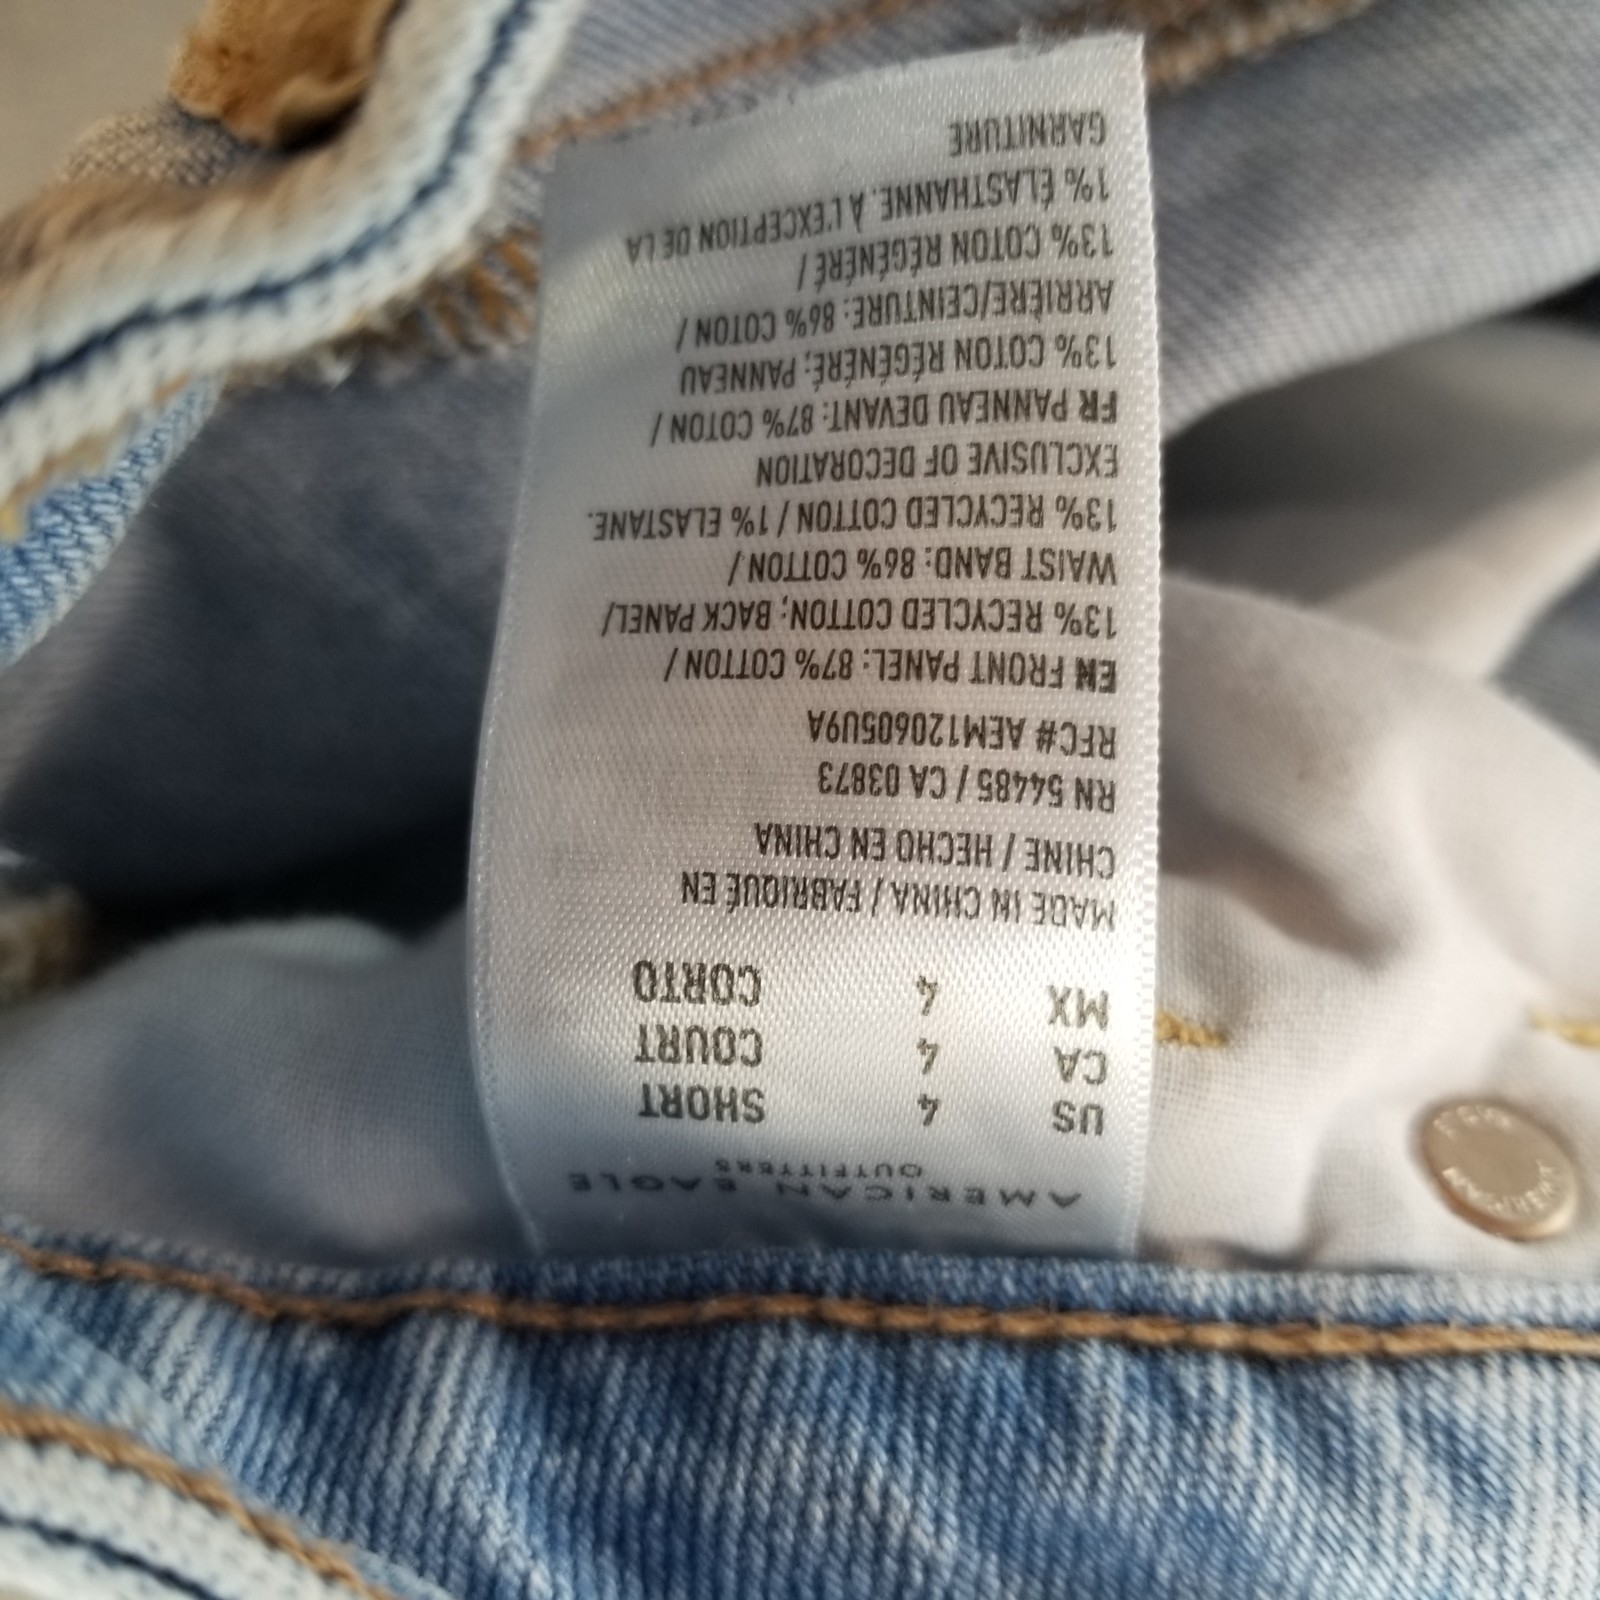 AMERICAN EAGLE
OUTFITTERS
US 4 SHORT
CA 4 COURT
MX 4 CORTO
MADE IN CHINA / FABRIQUÉ EN
CHINE / HECHO EN CHINA
RN 54485 / CA 03873
RFC# AEM120605U9A
EN FRONT PANEL: 87% COTTON /
13% RECYCLED COTTON; BACK PANEL/
WAIST BAND: 86% COTTON /
13% RECYCLED COTTON / 1% ELASTANE.
EXCLUSIVE OF DECORATION
FR PANNEAU DEVANT: 87% COTON /
13% COTON RÉGÉNÉRÉ; PANNEAU
ARRIÈRE/CEINTURE: 86% COTON /
13% COTON RÉGÉNÉRÉ /
1% ÉLASTHANNE. À L'EXCEPTION DE LA
GARNITURE
AMERICAN